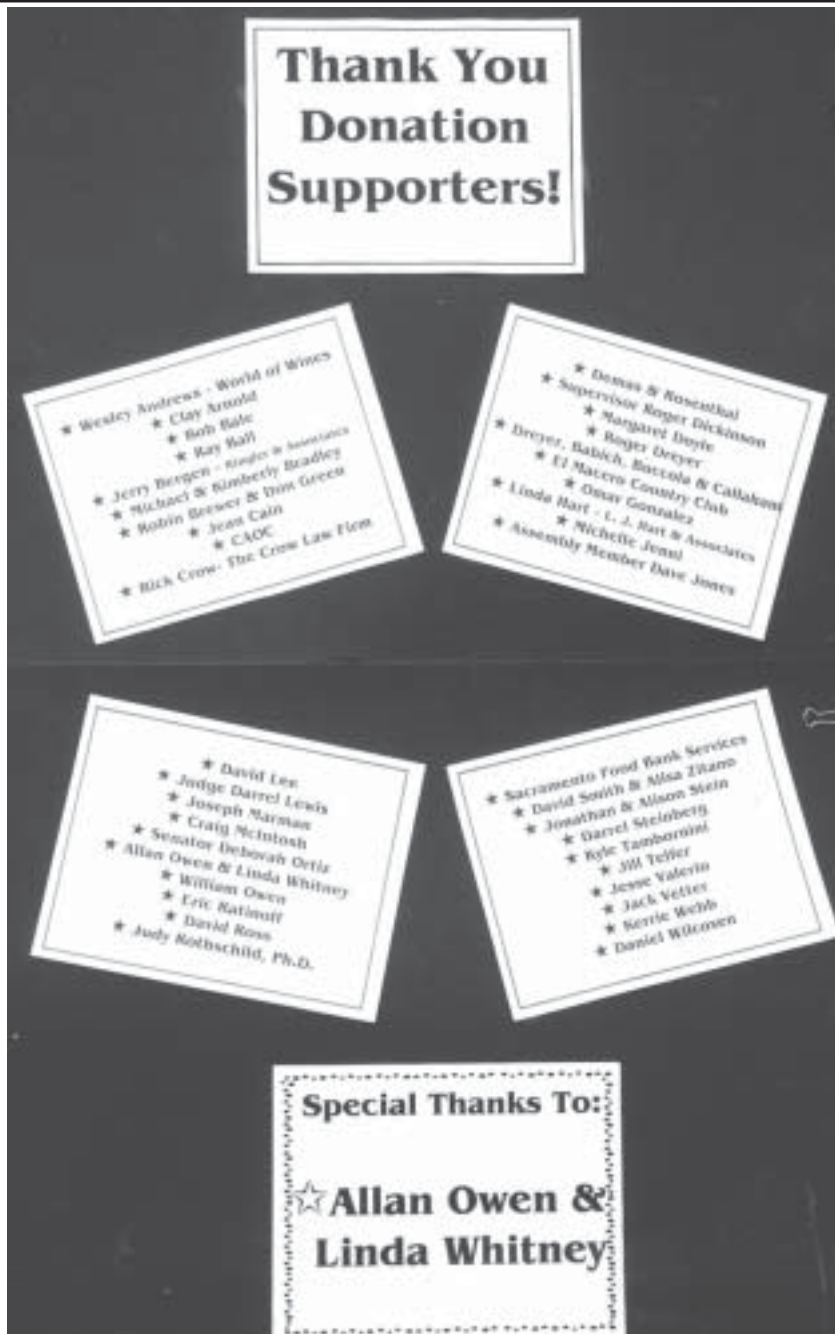 Thank You
Donation
Supporters!
★ Wesley Andrews - World of Wines
★ Clay Arnold
★ Bob Bale
★ Ray Ball
★ Jerry Bergen - & Associates
★ Michael & Kimberly Bradley
★ Robin Brewer & Don Green
★ Jean Cain
★ CAOC
★ Rick Crow- The Crow Law Firm
★ Demas & Rosenthal
★ Supervisor Roger Dickinson
★ Margaret Doyle
★ Roger Dreyer
★ Dreyer, Babich, Buccola & Callaham
★ El Macero Country Club
★ Omar Gonzalez
★ Linda Hart - L. J. Hart & Associates
★ Michelle Jenni
★ Assembly Member Dave Jones
★ David Lee
★ Judge Darrel Lewis
★ Joseph Marman
★ Craig McIntosh
★ Senator Deborah Ortiz
★ Allan Owen & Linda Whitney
★ William Owen
★ Eric Ratinoff
★ David Ross
★ Judy Rothschild, Ph.D.
★ Sacramento Food Bank Services
★ David Smith & Alisa Zitano
★ Jonathan & Alison Stein
★ Darrel Steinberg
★ Kyle Tambornini
★ Jill Telfer
★ Jesse Valerio
★ Jack Vetter
★ Kerrie Webb
★ Daniel Wilcoxen
Special Thanks To:
☆ Allan Owen &
Linda Whitney